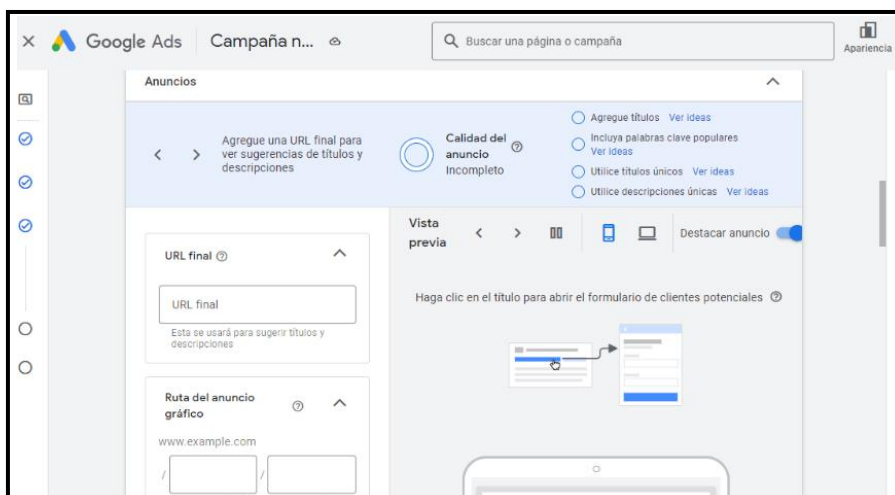 Google Ads
Campaña n...
Buscar una página o campaña
Apariencia
Anuncios
Agregue una URL final para
ver sugerencias de títulos y
descripciones
Calidad del
anuncio
Incompleto
Agregue títulos Ver ideas
Incluya palabras clave populares
Ver ideas
Utilice títulos únicos Ver ideas
Utilice descripciones únicas Ver ideas
URL final
URL final
Esta se usará para sugerir títulos y
descripciones
Ruta del anuncio
gráfico
www.example.com
/ /
Vista
previa
Destacar anuncio
Haga clic en el título para abrir el formulario de clientes potenciales